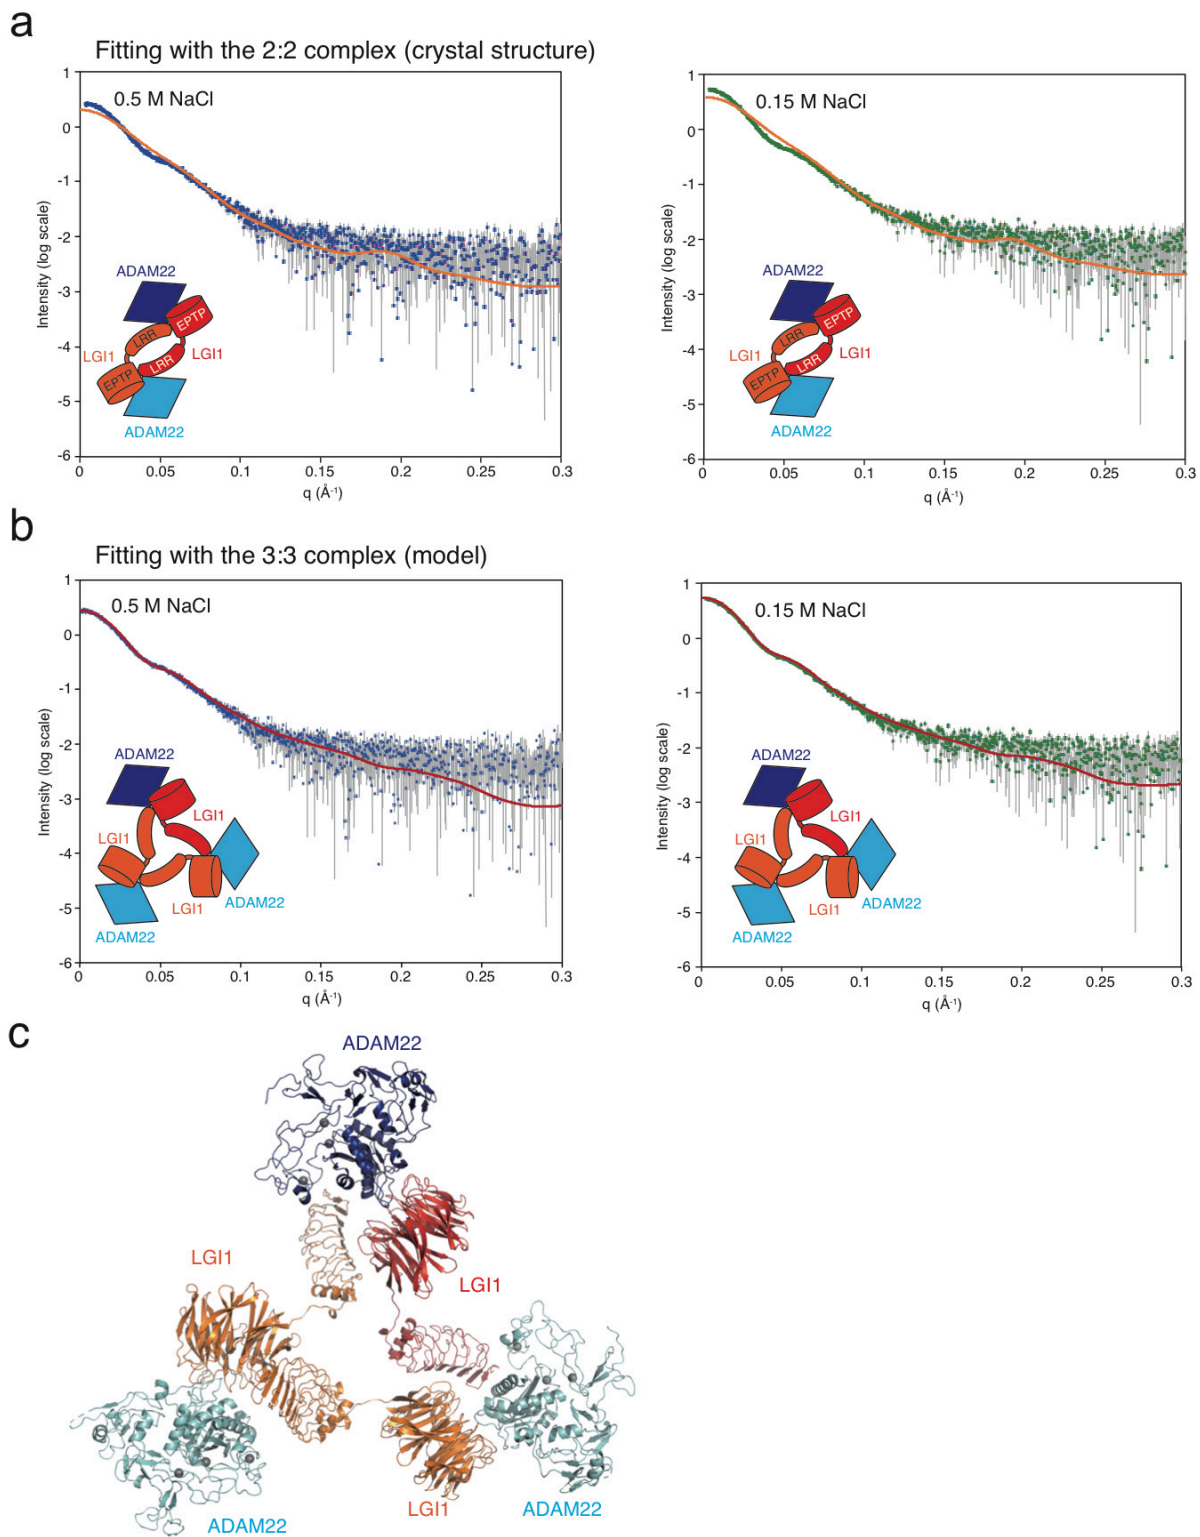 a
Fitting with the 2:2 complex (crystal structure)
0.5 M NaCl
1
0
-1
-2
-3
-4
-5
-6
Intensity (log scale)
ADAM22
EPTP
LRR
LGI1
LGI1
LRR
EPTP
ADAM22
0 0.05 0.1 0.15 0.2 0.25 0.3
q (Å-1)
0.15 M NaCl
1
0
-1
-2
-3
-4
-5
-6
Intensity (log scale)
ADAM22
EPTP
LRR
LGI1
LGI1
LRR
EPTP
ADAM22
0 0.05 0.1 0.15 0.2 0.25 0.3
q (Å-1)
b
Fitting with the 3:3 complex (model)
0.5 M NaCl
1
0
-1
-2
-3
-4
-5
-6
Intensity (log scale)
ADAM22
LGI1
LGI1
LGI1
ADAM22
ADAM22
0 0.05 0.1 0.15 0.2 0.25 0.3
q (Å-1)
0.15 M NaCl
1
0
-1
-2
-3
-4
-5
-6
Intensity (log scale)
ADAM22
LGI1
LGI1
LGI1
ADAM22
ADAM22
0 0.05 0.1 0.15 0.2 0.25 0.3
q (Å-1)
c
ADAM22
LGI1
LGI1
LGI1
ADAM22
ADAM22